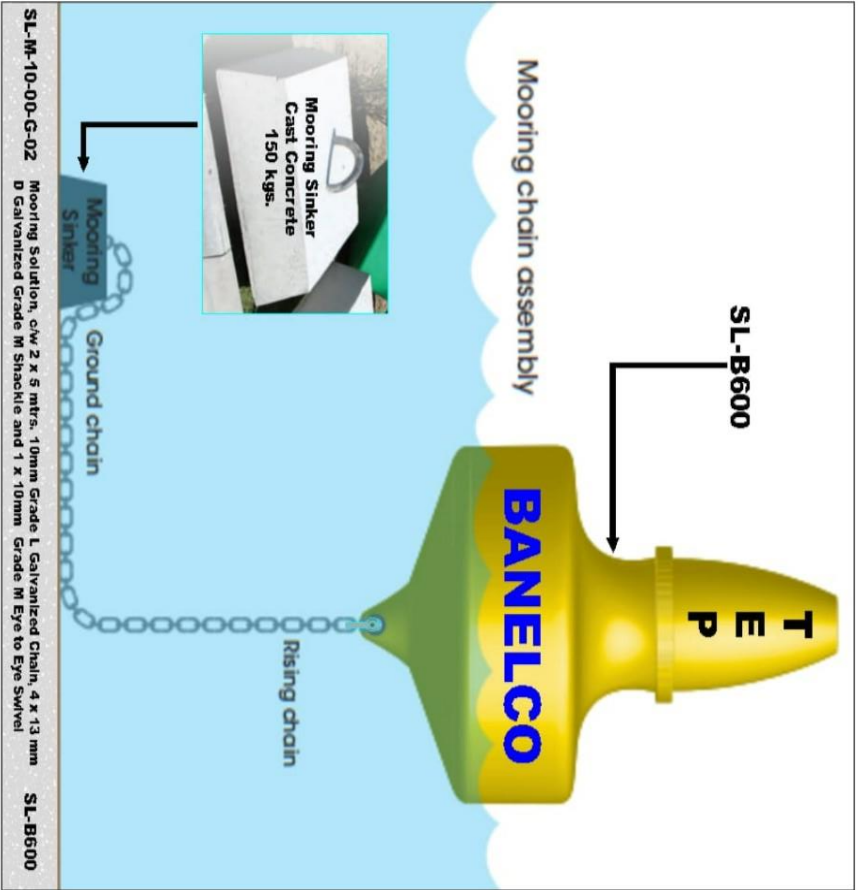 SL-B600
T
E
P
Mooring chain assembly
BANELCO
Mooring Sinker
Cast Concrete
150 kgs.
Rising chain
Mooring
Sinker
Ground chain
SL-M-10-00-G-02 Mooring Solution, c/w 2 x 5 mtrs. 10mm Grade L Galvanized Chain, 4 x 13 mm
D Galvanized Grade M Shackle and 1 x 10mm Grade M Eye to Eye Swivel
SL-B600